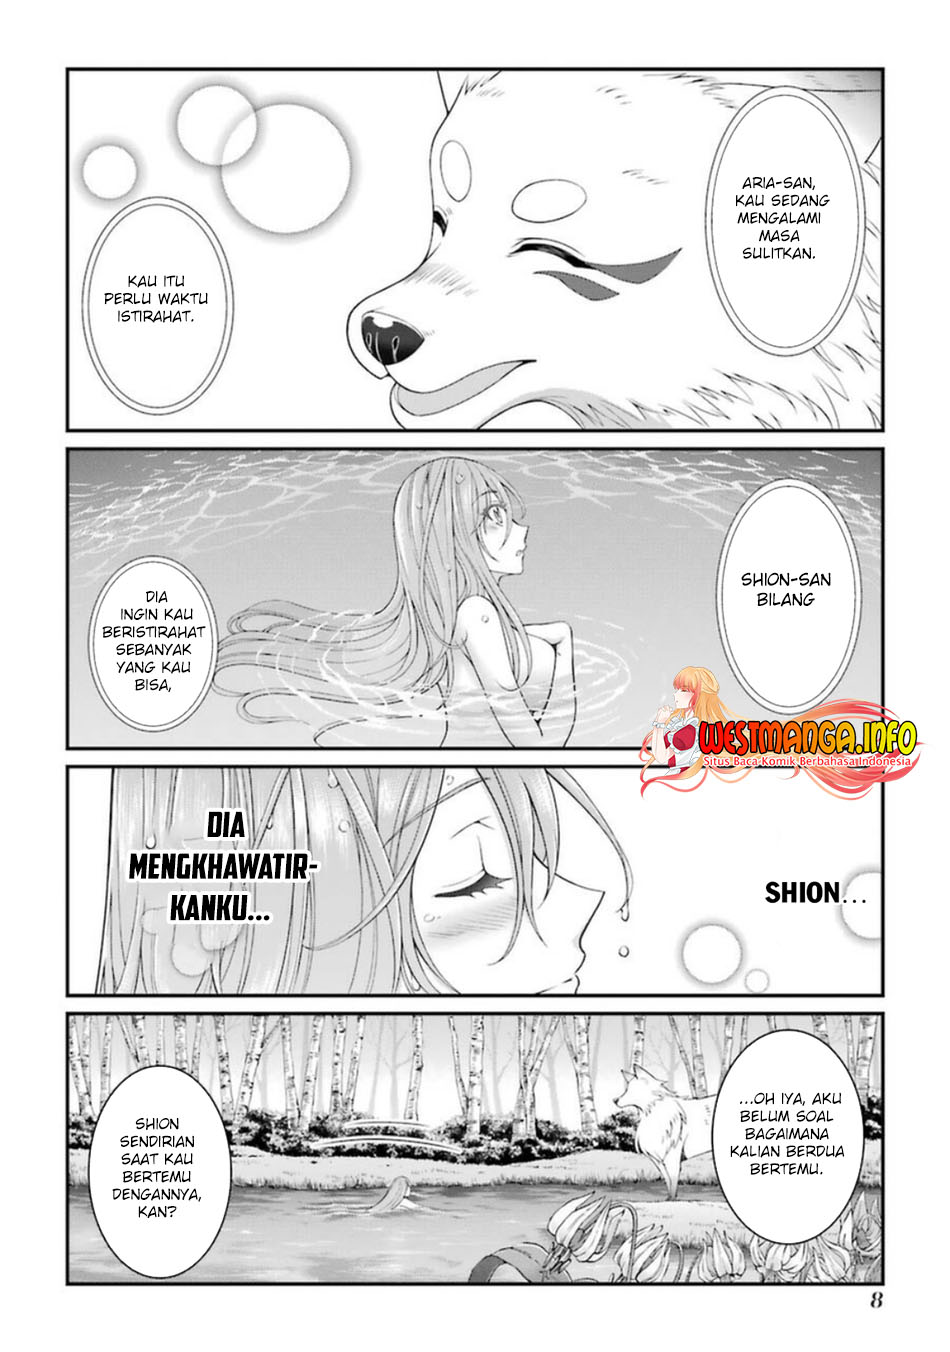 ARIA-SAN,
KAU SEDANG
MENGALAMI
MASA
SULITKAN.
KAU ITU
PERLU WAKTU
ISTIRAHAT.
SHION-SAN
BILANG
DIA
INGIN KAU
BERISTIRAHAT
SEBANYAK
YANG KAU
BISA,
WESTMANGA.INFO
Situs Baca Komik Berbahasa Indonesia
SHION...
DIA
MENGKHAWATIR-
KANKU...
...OH IYA, AKU
BELUM SOAL
BAGAIMANA
KALIAN BERDUA
BERTEMU.
SHION
SENDIRIAN
SAAT KAU
BERTEMU
DENGANNYA,
KAN?
8